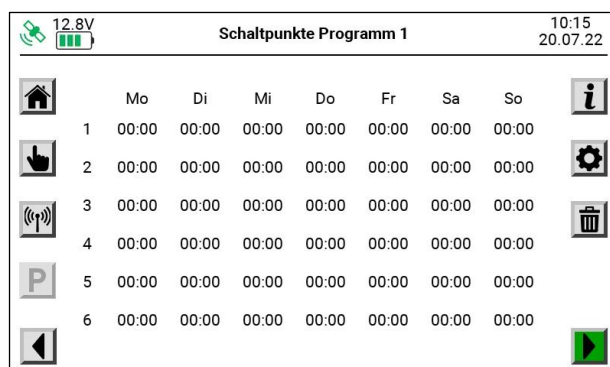 12.8V
Schaltpunkte Programm 1
10:15
20.07.22
Mo Di Mi Do Fr Sa So
1 00:00 00:00 00:00 00:00 00:00 00:00 00:00
2 00:00 00:00 00:00 00:00 00:00 00:00 00:00
3 00:00 00:00 00:00 00:00 00:00 00:00 00:00
4 00:00 00:00 00:00 00:00 00:00 00:00 00:00
5 00:00 00:00 00:00 00:00 00:00 00:00 00:00
6 00:00 00:00 00:00 00:00 00:00 00:00 00:00
P
i